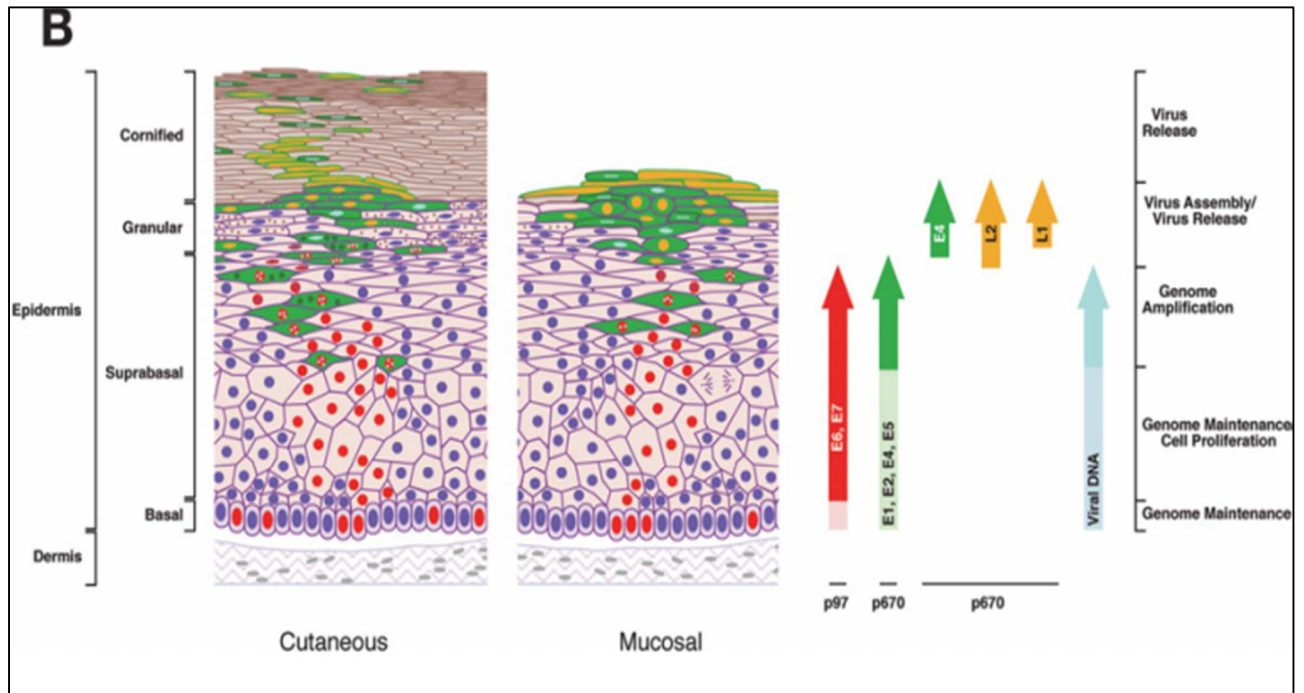 B
Epidermis
Dermis
Cornified
Granular
Suprabasal
Basal
Cutaneous
Mucosal
E6, E7
E1, E2, E4, E5
E4
L2
L1
Viral DNA
p97
p670
p670
Virus
Release
Virus Assembly/
Virus Release
Genome
Amplification
Genome Maintenance
Cell Proliferation
Genome Maintenance